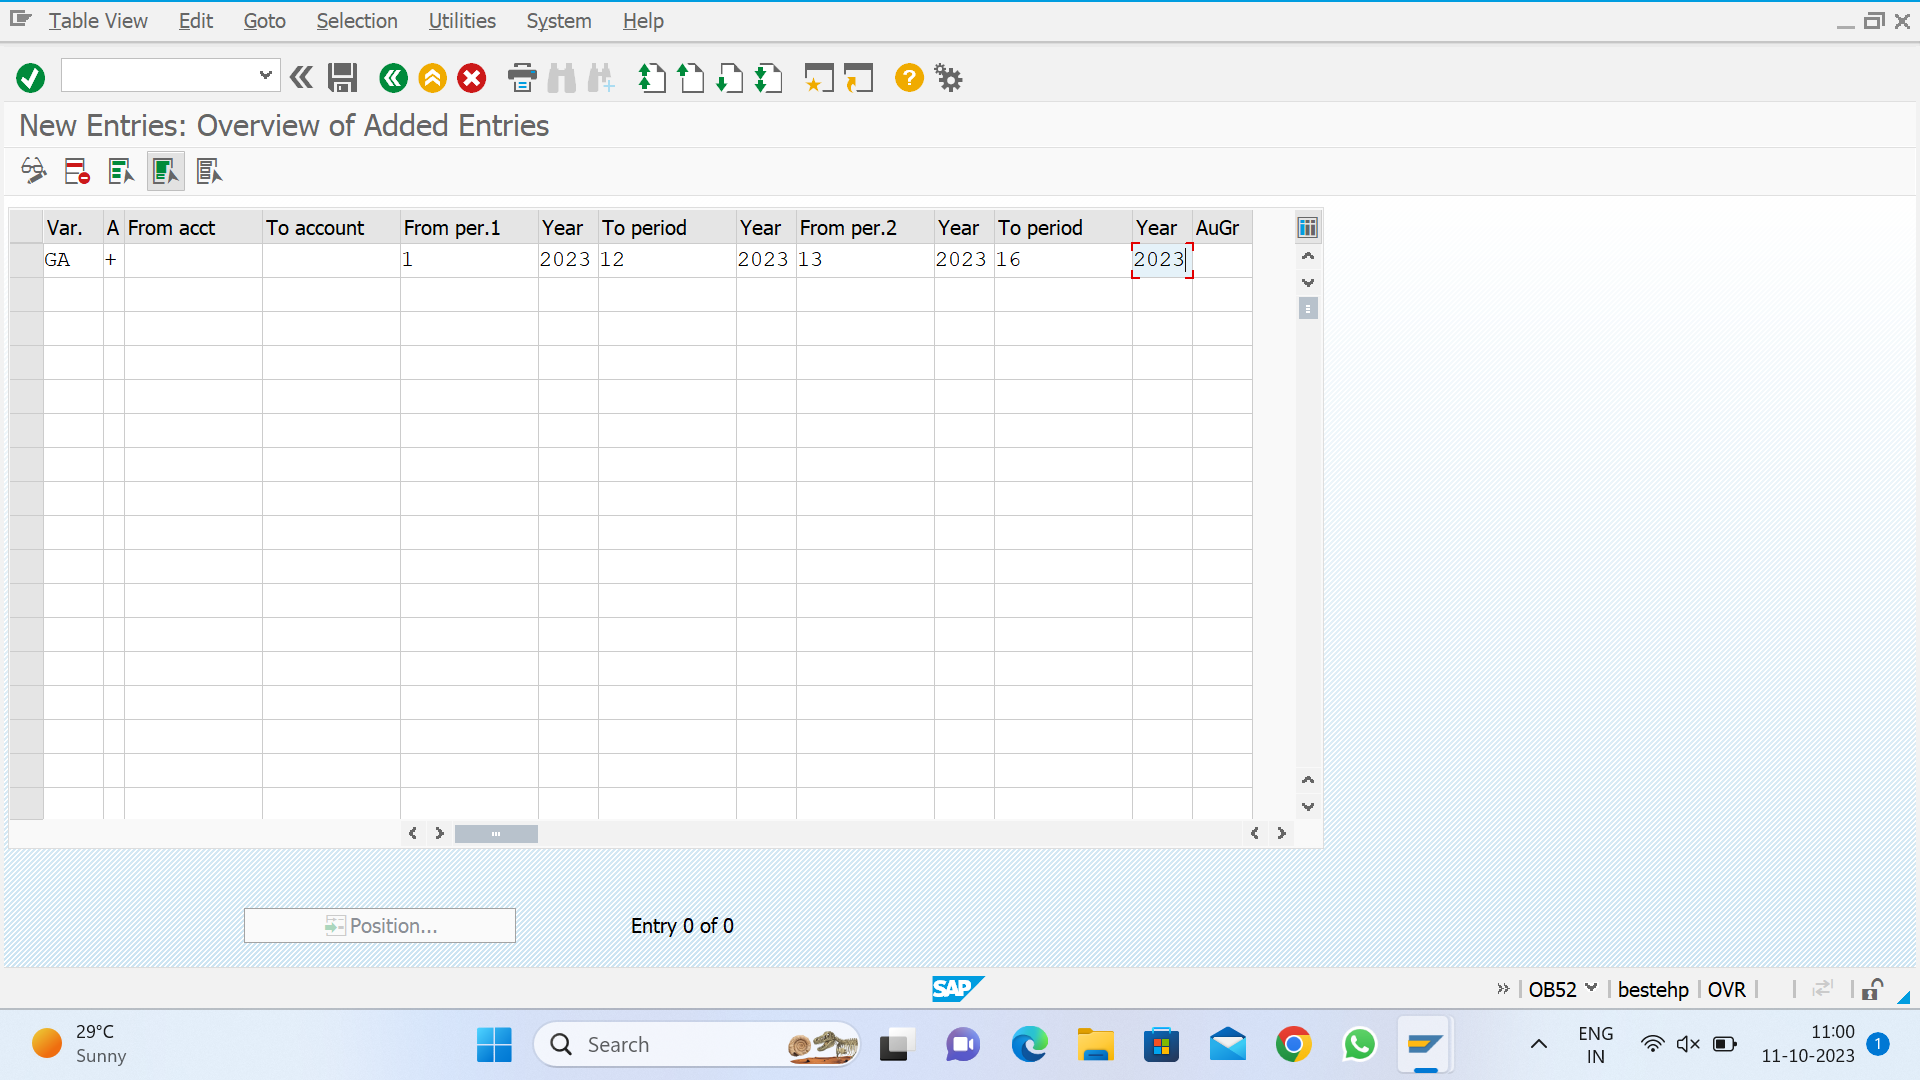 Table View Edit Goto Selection Utilities System Help
New Entries: Overview of Added Entries
Var. A From acct To account From per.1 Year To period Year From per.2 Year To period Year AuGr
GA + 1 2023 12 2023 13 2023 16 2023
Position...
Entry 0 of 0
SAP
OB52 bestehp OVR
29°C
Sunny
Search
ENG
IN
11:00
11-10-2023
1